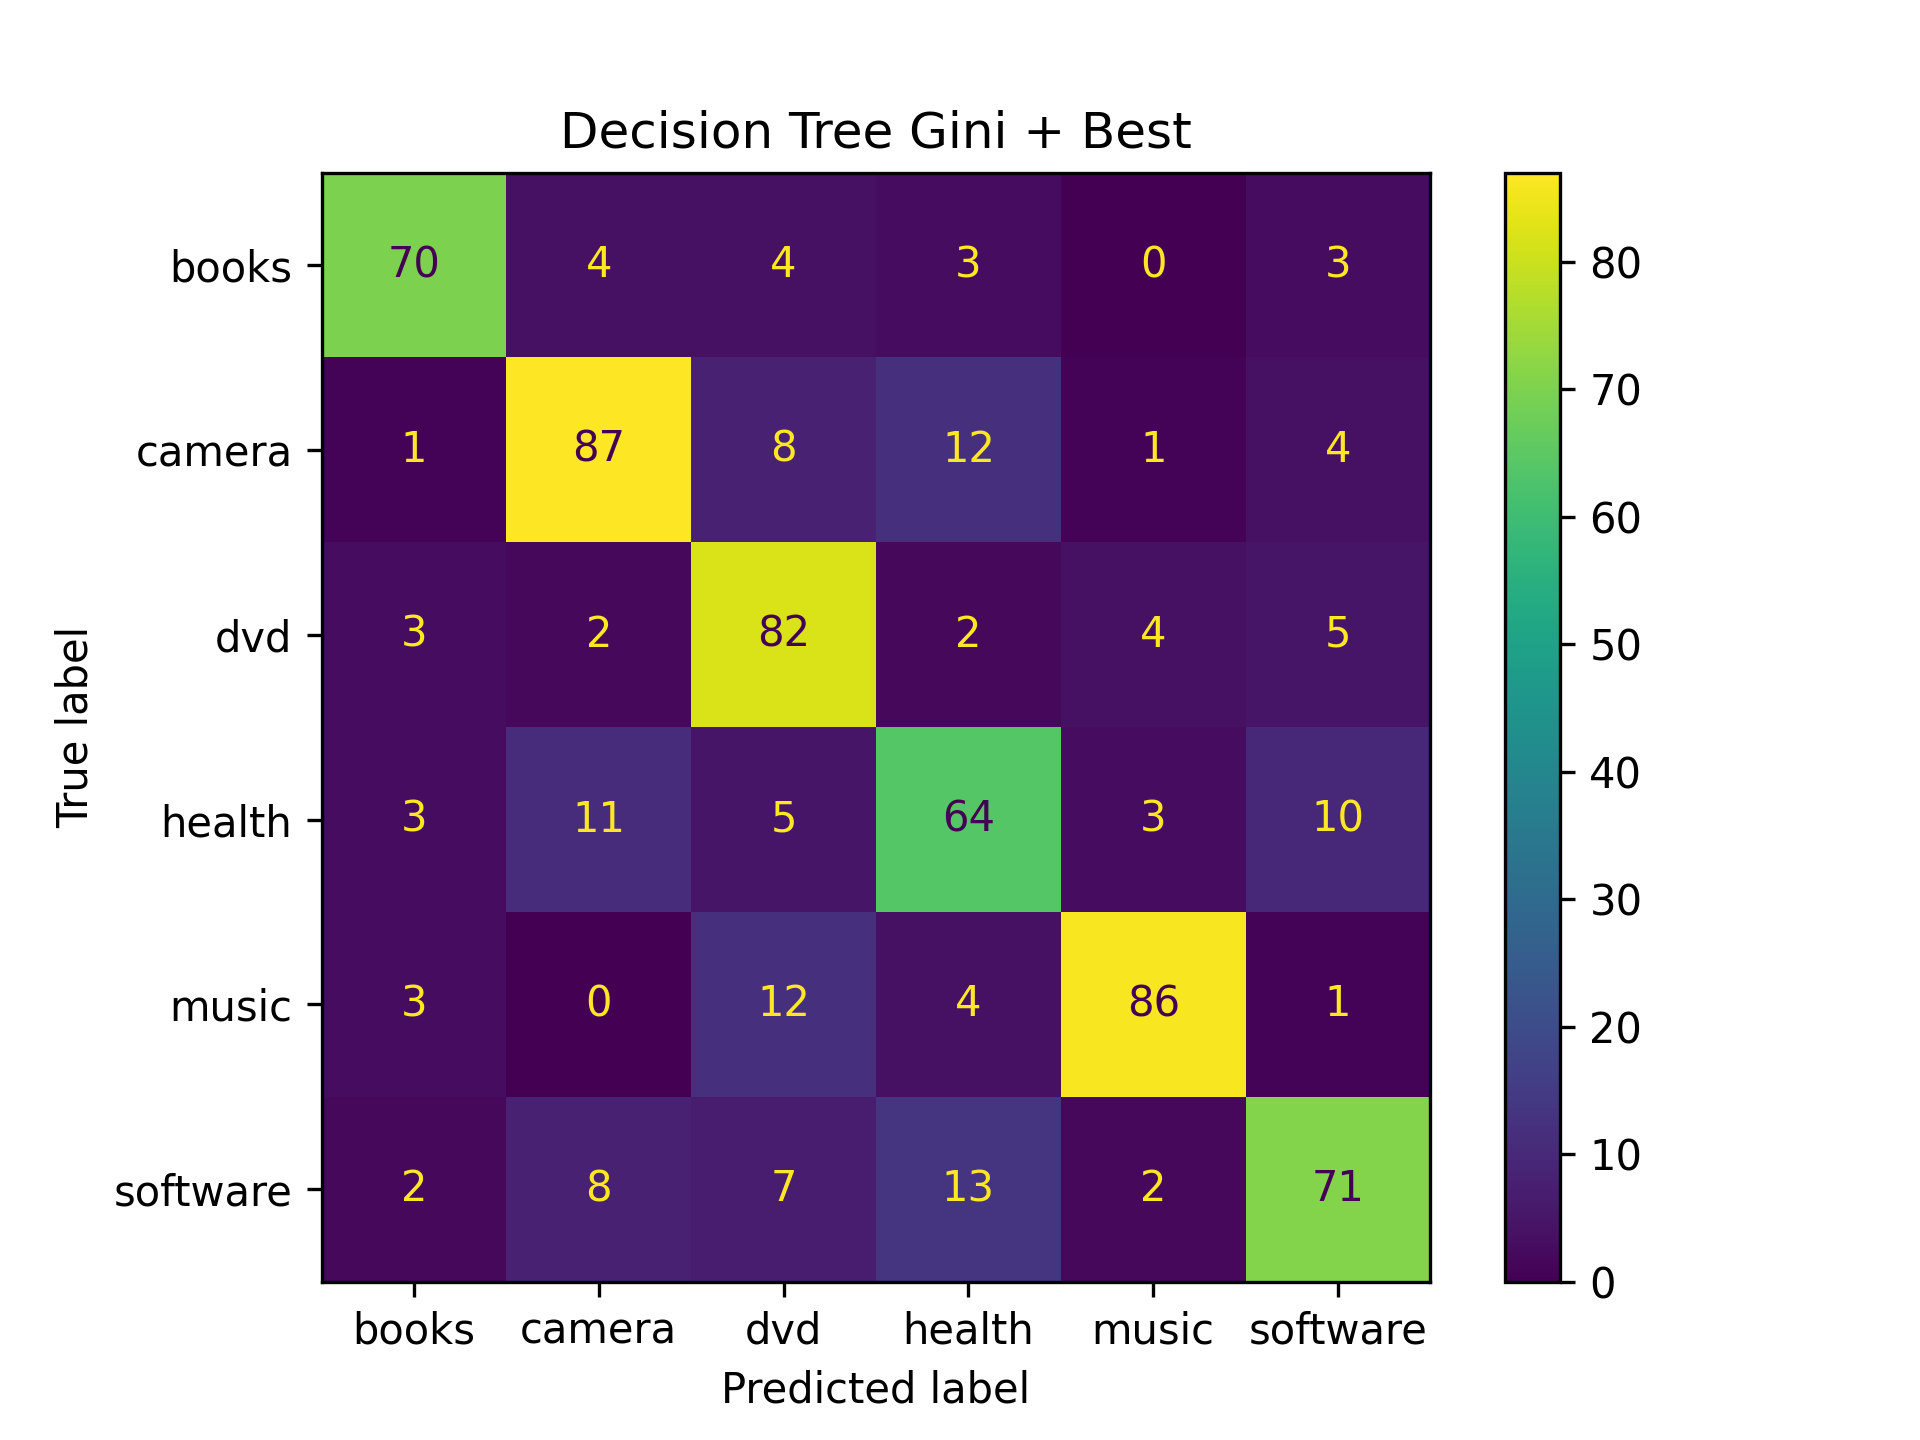 Decision Tree Gini + Best
True label
books 70 4 4 3 0 3
camera 1 87 8 12 1 4
dvd 3 2 82 2 4 5
health 3 11 5 64 3 10
music 3 0 12 4 86 1
software 2 8 7 13 2 71
books camera dvd health music software
Predicted label
80
70
60
50
40
30
20
10
0